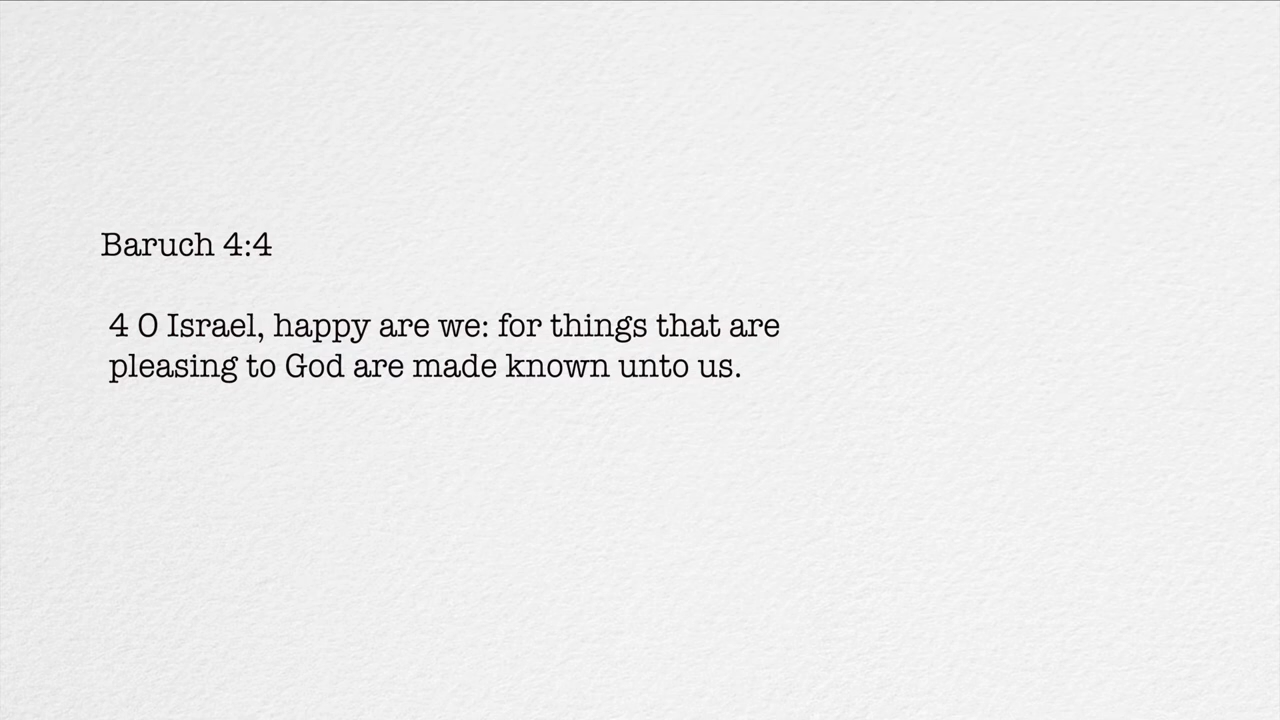 Baruch 4:4
4 O Israel, happy are we: for things that are
pleasing to God are made known unto us.